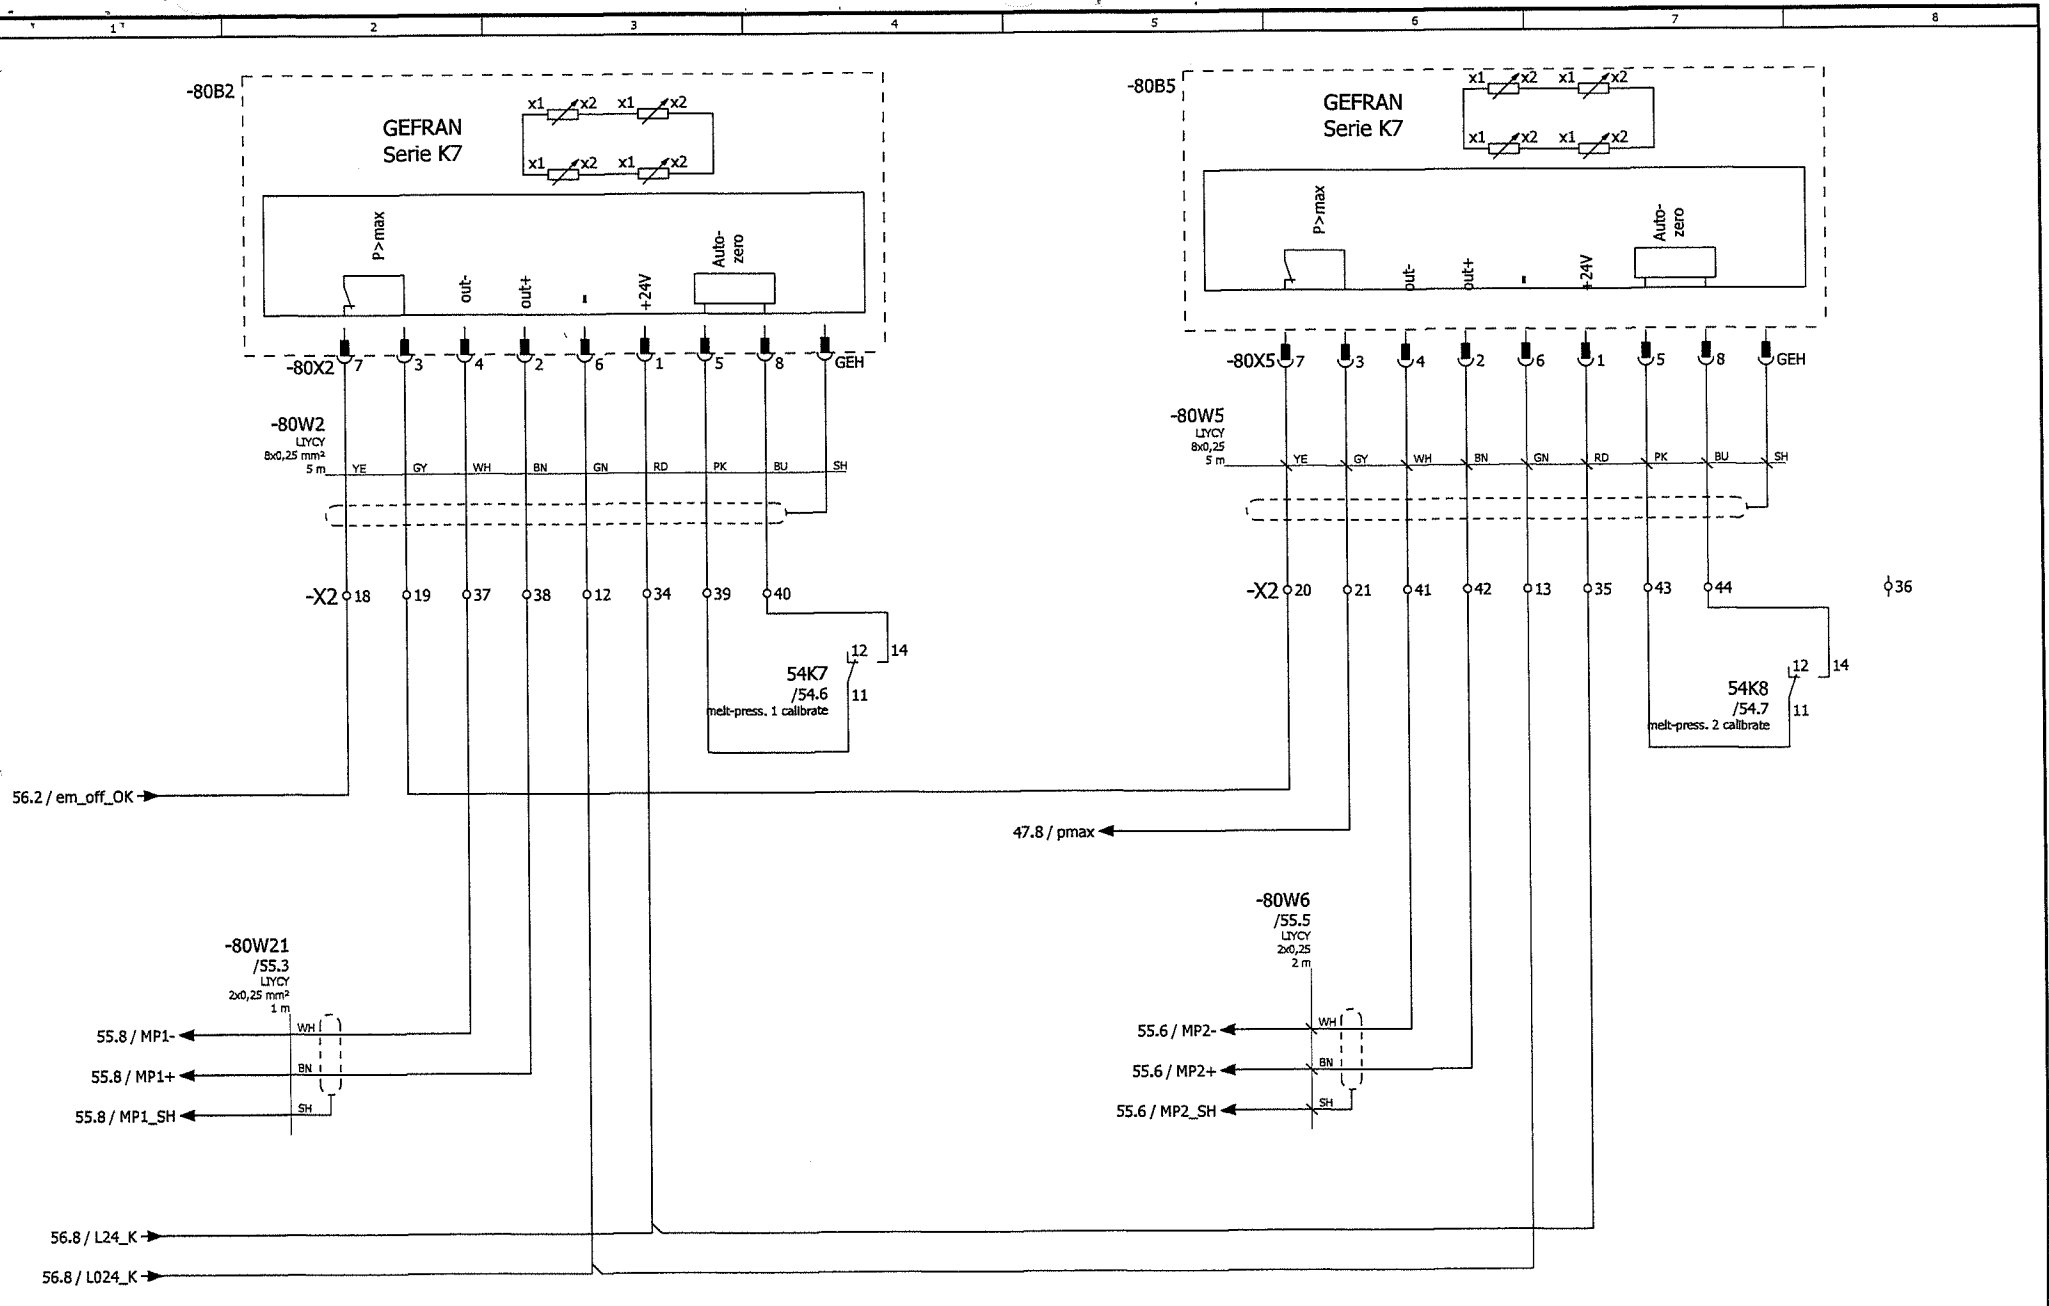 1 2 3 4 5 6 7 8
-80B2
GEFRAN
Serie K7
x1 x2 x1 x2
x1 x2 x1 x2
P>max
out-
out+
-
+24V
Auto-
zero
-80X2 7 3 4 2 6 1 5 8 GEH
-80W2
LIYCY
8x0,25 mm²
5 m YE GY WH BN GN RD PK BU SH
-X2 18 19 37 38 12 34 39 40
12 14
54K7
/54.6 11
melt-press. 1 calibrate
-80B5
GEFRAN
Serie K7
x1 x2 x1 x2
x1 x2 x1 x2
P>max
out-
out+
-
+24V
Auto-
zero
-80X5 7 3 4 2 6 1 5 8 GEH
-80W5
LIYCY
8x0,25
5 m YE GY WH BN GN RD PK BU SH
-X2 20 21 41 42 13 35 43 44 36
12 14
54K8
/54.7 11
melt-press. 2 calibrate
56.2 / em_off_OK
47.8 / pmax
-80W21
/55.3
LIYCY
2x0,25 mm²
1 m
55.8 / MP1- WH
55.8 / MP1+ BN
55.8 / MP1_SH SH
-80W6
/55.5
LIYCY
2x0,25
2 m
55.6 / MP2- WH
55.6 / MP2+ BN
55.6 / MP2_SH SH
56.8 / L24_K
56.8 / L024_K